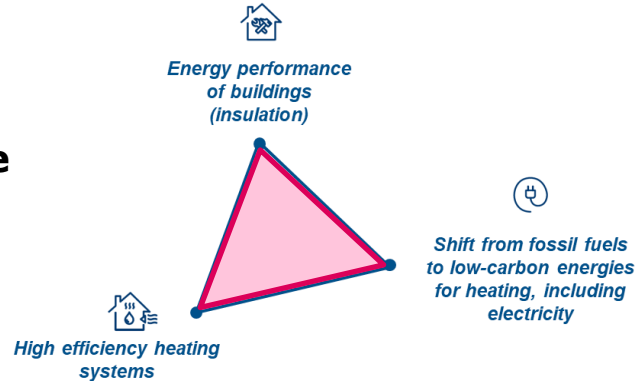 Energy performance
of buildings
(insulation)
e
Shift from fossil fuels
to low-carbon energies
for heating, including
electricity
High efficiency heating
systems